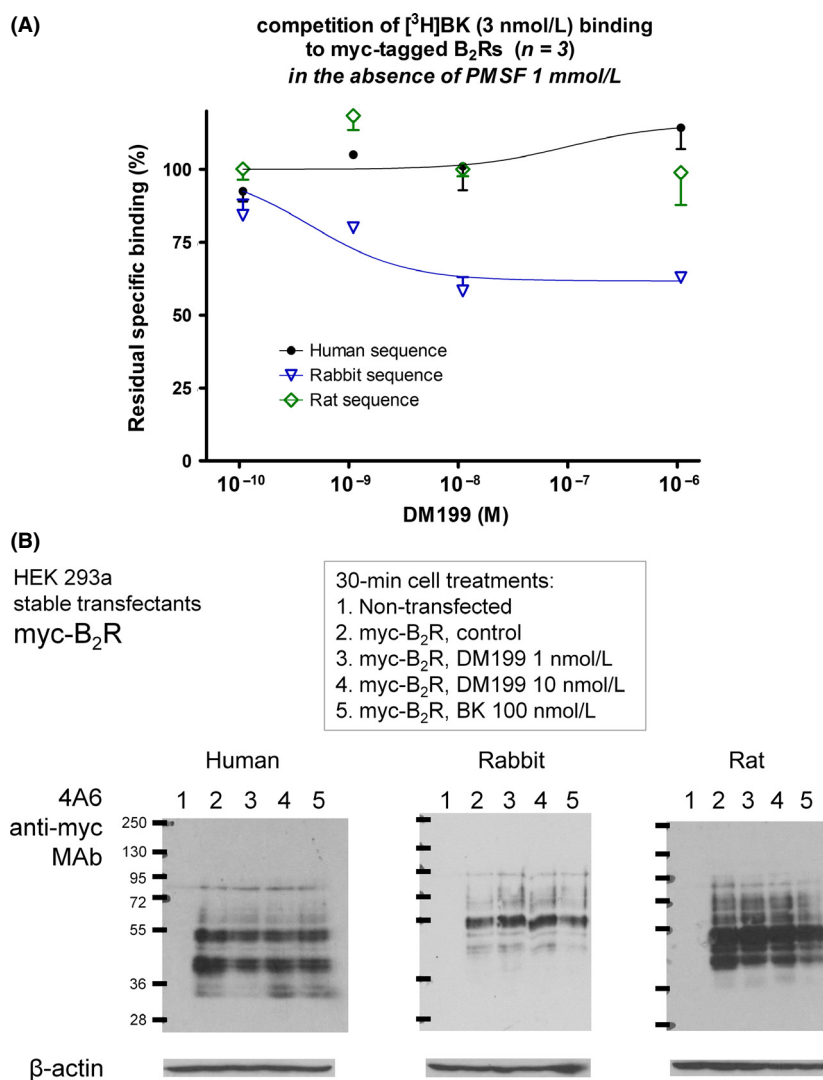 (A)
competition of [³H]BK (3 nmol/L) binding
to myc-tagged B₂Rs (n = 3)
in the absence of PMSF 1 mmol/L
Residual specific binding (%)
100
75
50
25
0
Human sequence
Rabbit sequence
Rat sequence
10⁻¹⁰ 10⁻⁹ 10⁻⁸ 10⁻⁷ 10⁻⁶
DM199 (M)
(B)
HEK 293a
stable transfectants
myc-B₂R
30-min cell treatments:
1. Non-transfected
2. myc-B₂R, control
3. myc-B₂R, DM199 1 nmol/L
4. myc-B₂R, DM199 10 nmol/L
5. myc-B₂R, BK 100 nmol/L
Human Rabbit Rat
4A6
anti-myc
MAb
1 2 3 4 5 1 2 3 4 5 1 2 3 4 5
250
130
95
72
55
36
28
β-actin